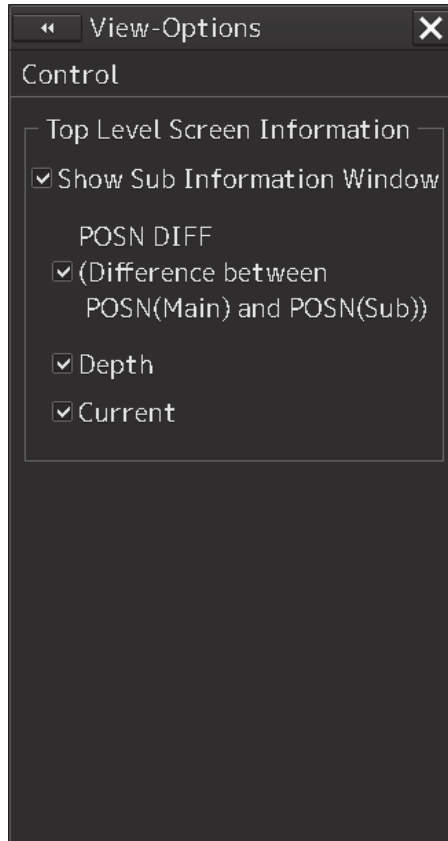 View-Options
Control
Top Level Screen Information
Show Sub Information Window
POSN DIFF
(Difference between
POSN(Main) and POSN(Sub))
Depth
Current